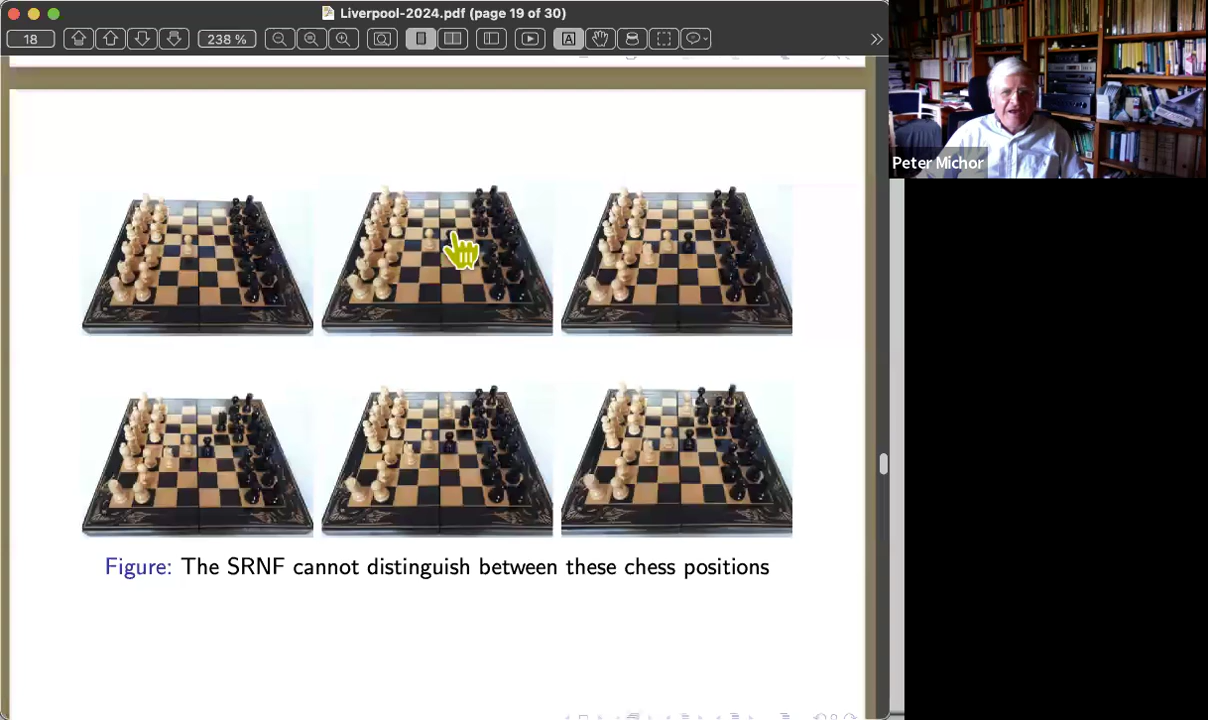 Liverpool-2024.pdf (page 19 of 30)
18
238 %
Peter Michor
Figure: The SRNF cannot distinguish between these chess positions